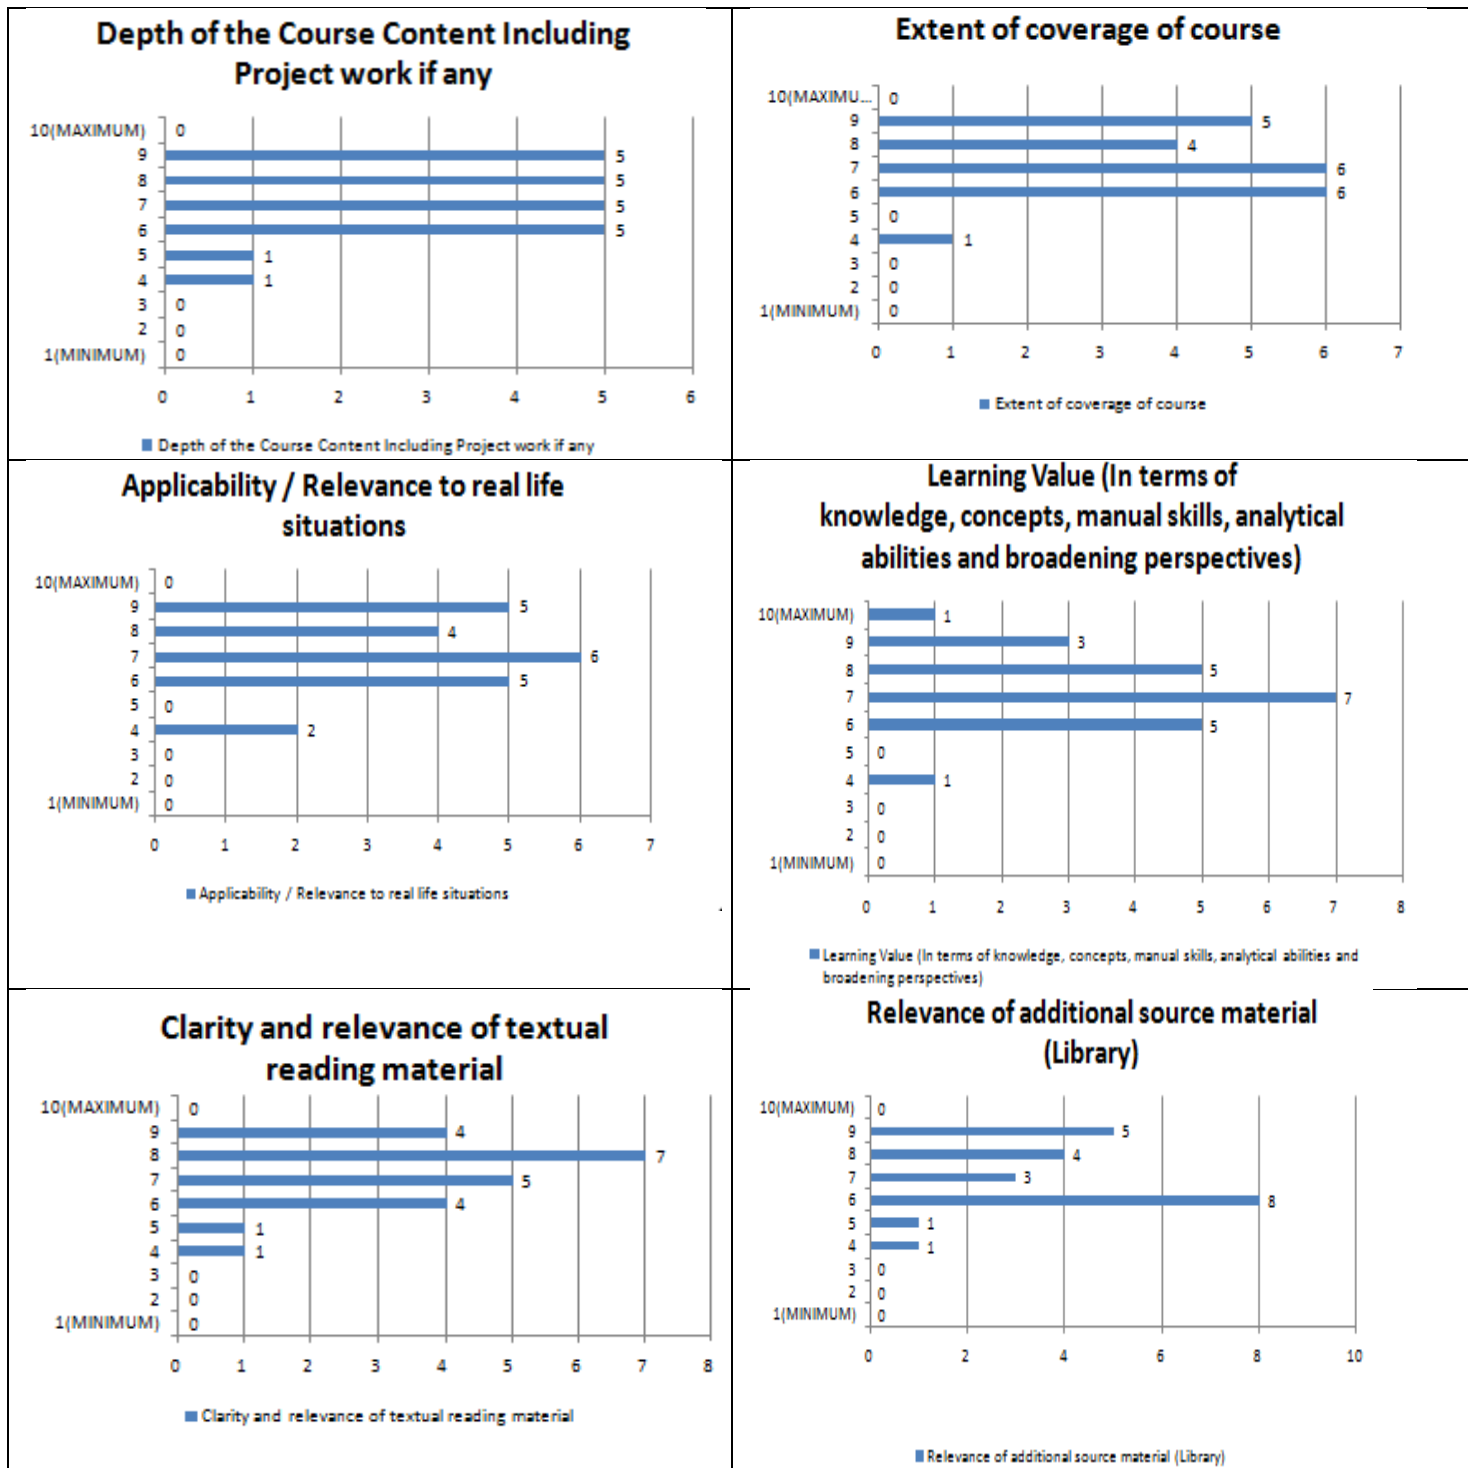 Depth of the Course Content Including
Project work if any
10(MAXIMUM) 0
9 5
8 5
7 5
6 5
5 1
4 1
3 0
2 0
1(MINIMUM) 0
0 1 2 3 4 5 6
Depth of the Course Content Including Project work if any
Extent of coverage of course
10(MAXIMU... 0
9 5
8 4
7 6
6 6
5 0
4 1
3 0
2 0
1(MINIMUM) 0
0 1 2 3 4 5 6 7
Extent of coverage of course
Applicability / Relevance to real life
situations
10(MAXIMUM) 0
9 5
8 4
7 6
6 5
5 0
4 2
3 0
2 0
1(MINIMUM) 0
0 1 2 3 4 5 6 7
Applicability / Relevance to real life situations
Learning Value (In terms of
knowledge, concepts, manual skills, analytical
abilities and broadening perspectives)
10(MAXIMUM) 1
9 3
8 5
7 7
6 5
5 0
4 1
3 0
2 0
1(MINIMUM) 0
0 1 2 3 4 5 6 7 8
Learning Value (In terms of knowledge, concepts, manual skills, analytical abilities and
broadening perspectives)
Clarity and relevance of textual
reading material
10(MAXIMUM) 0
9 4
8 7
7 5
6 4
5 1
4 1
3 0
2 0
1(MINIMUM) 0
0 1 2 3 4 5 6 7 8
Clarity and relevance of textual reading material
Relevance of additional source material
(Library)
10(MAXIMUM) 0
9 5
8 4
7 3
6 8
5 1
4 1
3 0
2 0
1(MINIMUM) 0
0 2 4 6 8 10
Relevance of additional source material (Library)